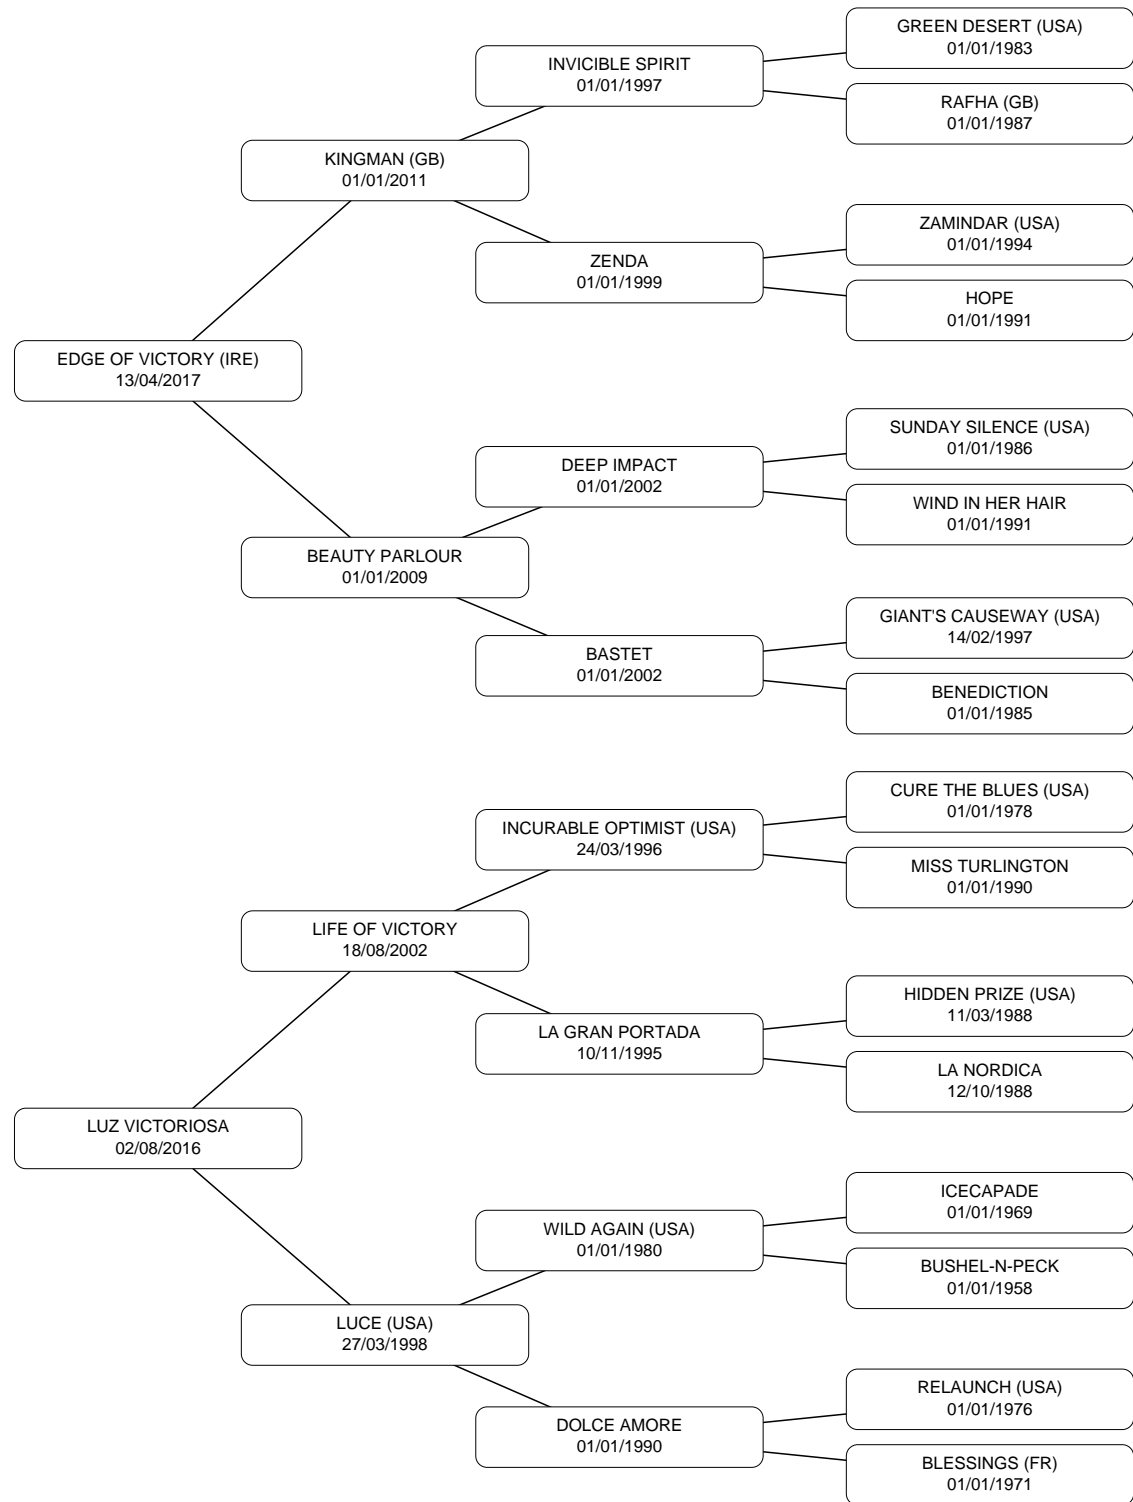 GREEN DESERT (USA)
01/01/1983
INVICIBLE SPIRIT
01/01/1997
RAFHA (GB)
01/01/1987
KINGMAN (GB)
01/01/2011
ZAMINDAR (USA)
01/01/1994
ZENDA
01/01/1999
HOPE
01/01/1991
EDGE OF VICTORY (IRE)
13/04/2017
SUNDAY SILENCE (USA)
01/01/1986
DEEP IMPACT
01/01/2002
WIND IN HER HAIR
01/01/1991
BEAUTY PARLOUR
01/01/2009
GIANT'S CAUSEWAY (USA)
14/02/1997
BASTET
01/01/2002
BENEDICTION
01/01/1985
CURE THE BLUES (USA)
01/01/1978
INCURABLE OPTIMIST (USA)
24/03/1996
MISS TURLINGTON
01/01/1990
LIFE OF VICTORY
18/08/2002
HIDDEN PRIZE (USA)
11/03/1988
LA GRAN PORTADA
10/11/1995
LA NORDICA
12/10/1988
LUZ VICTORIOSA
02/08/2016
ICECAPADE
01/01/1969
WILD AGAIN (USA)
01/01/1980
BUSHEL-N-PECK
01/01/1958
LUCE (USA)
27/03/1998
RELAUNCH (USA)
01/01/1976
DOLCE AMORE
01/01/1990
BLESSINGS (FR)
01/01/1971